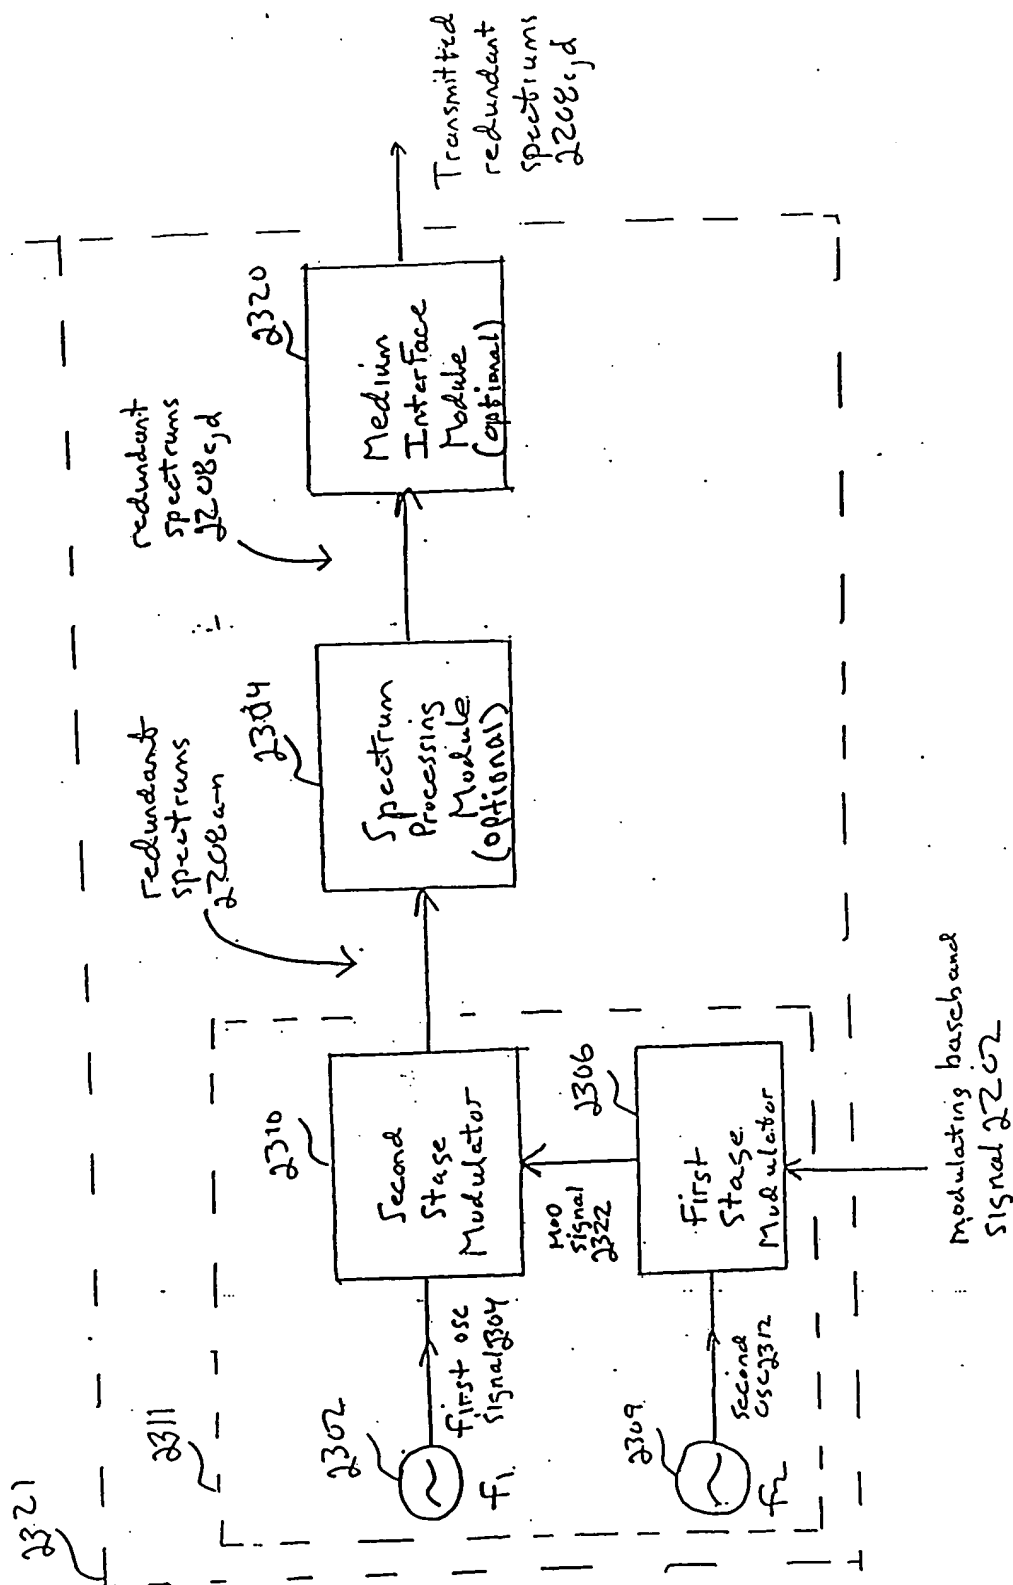 2321
2311
2302
f1
First osc
signal 2304
2310
Second
Stage
Modulator
redundant
spectrums
2208a-n
2304
Spectrum
Processing
Module
(optional)
redundant
spectrums
2208c,d
2320
Medium
Interface
Module
(optional)
Transmitted
redundant
spectrums
2208c,d
2309
f2
second
osc 2312
MOD
signal
2322
2306
First
Stage
Modulator
modulating baseband
signal 2202